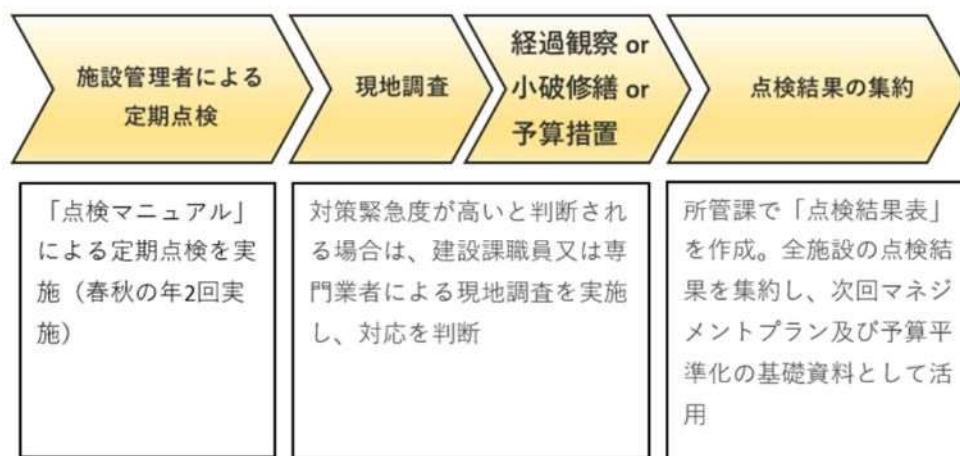 施設管理者による
定期点検
現地調査
経過観察 or
小破修繕 or
予算措置
点検結果の集約
「点検マニュアル」
による定期点検を実
施（春秋の年2回実
施）
対策緊急度が高いと判断され
る場合は、建設課職員又は専
門業者による現地調査を実施
し、対応を判断
所管課で「点検結果表」
を作成。全施設の点検結
果を集約し、次回マネジ
メントプラン及び予算平
準化の基礎資料として活
用